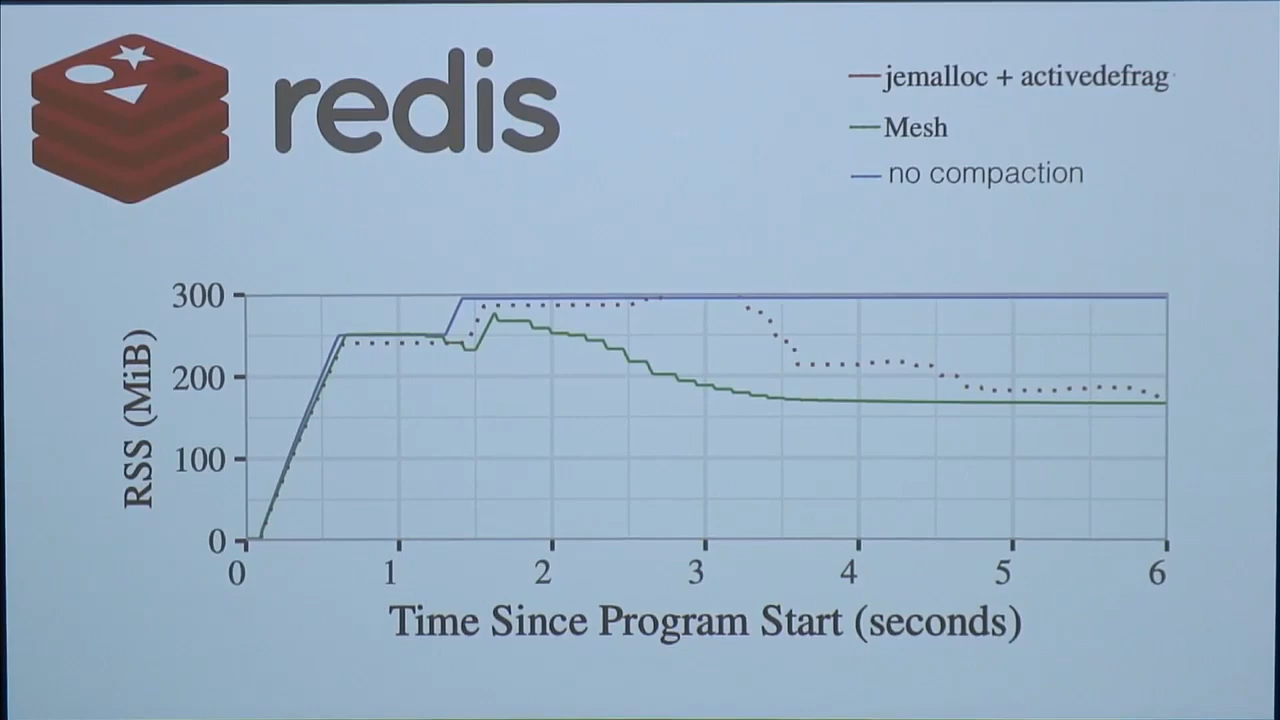 redis
jemalloc + activedefrag
Mesh
no compaction
300
200
100
0
RSS (MiB)
0 1 2 3 4 5 6
Time Since Program Start (seconds)